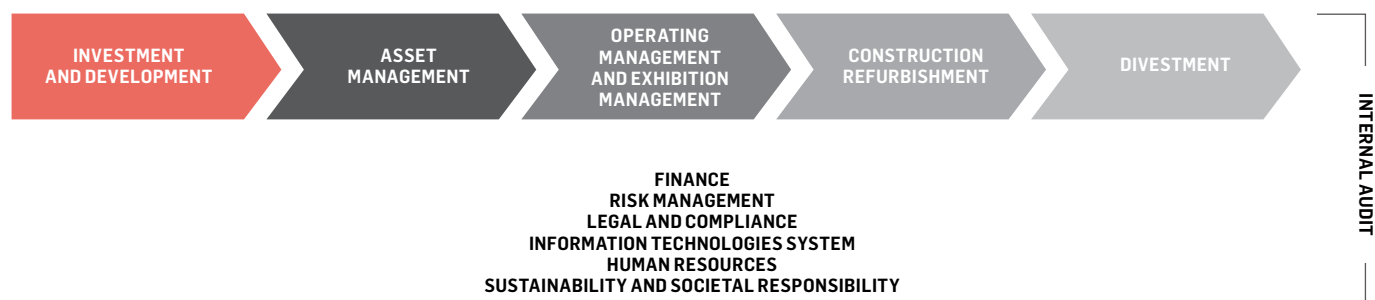 INVESTMENT
AND DEVELOPMENT
ASSET
MANAGEMENT
OPERATING
MANAGEMENT
AND EXHIBITION
MANAGEMENT
CONSTRUCTION
REFURBISHMENT
DIVESTMENT
INTERNAL AUDIT
FINANCE
RISK MANAGEMENT
LEGAL AND COMPLIANCE
INFORMATION TECHNOLOGIES SYSTEM
HUMAN RESOURCES
SUSTAINABILITY AND SOCIETAL RESPONSIBILITY